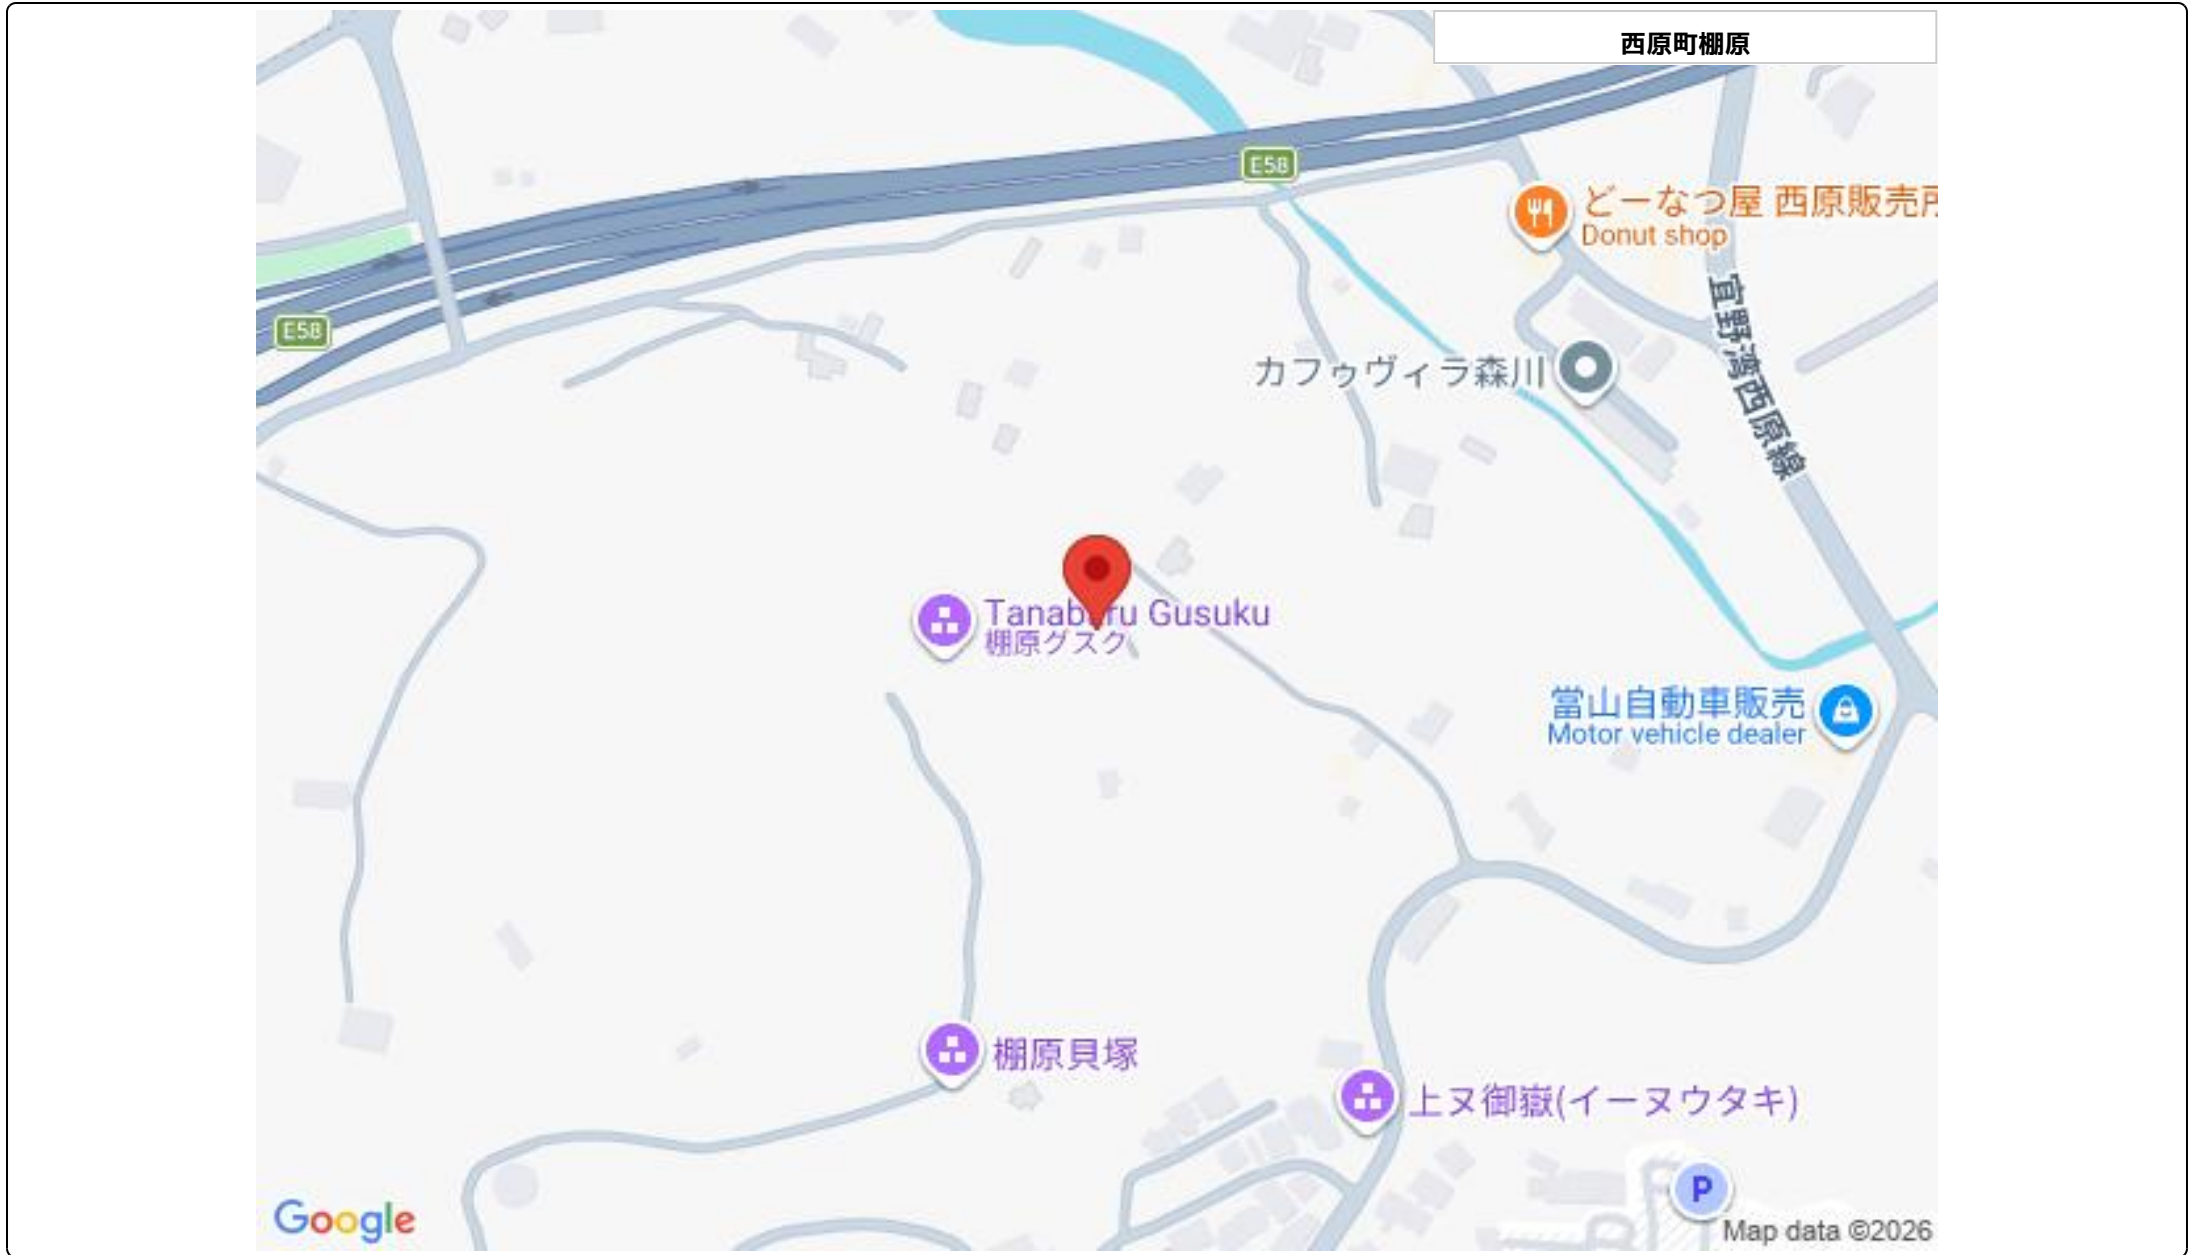 西原町棚原
E58
どーなつ屋 西原販売所
Donut shop
E58
宜野湾西原線
カフゥヴィラ森川
Tanabaru Gusuku
棚原グスク
當山自動車販売
Motor vehicle dealer
棚原貝塚
上ヌ御嶽(イーヌウタキ)
P
Google
Map data ©2026